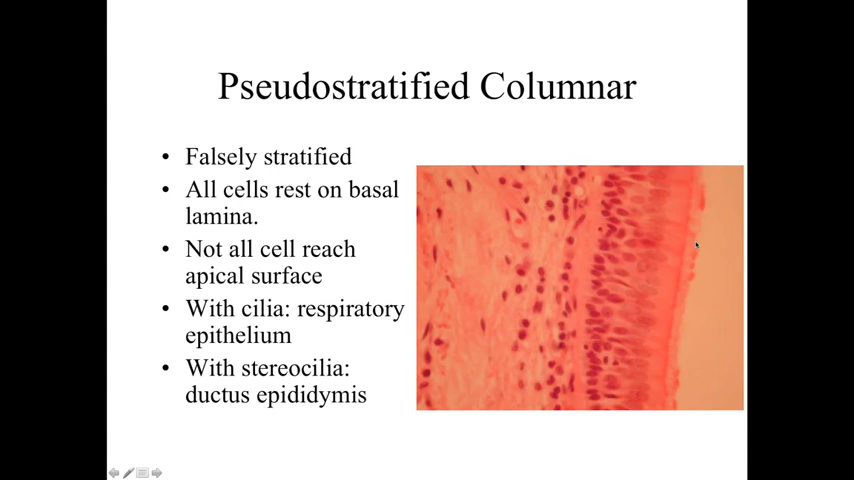 Pseudostratified Columnar
• Falsely stratified
• All cells rest on basal
lamina.
• Not all cell reach
apical surface
• With cilia: respiratory
epithelium
• With stereocilia:
ductus epididymis